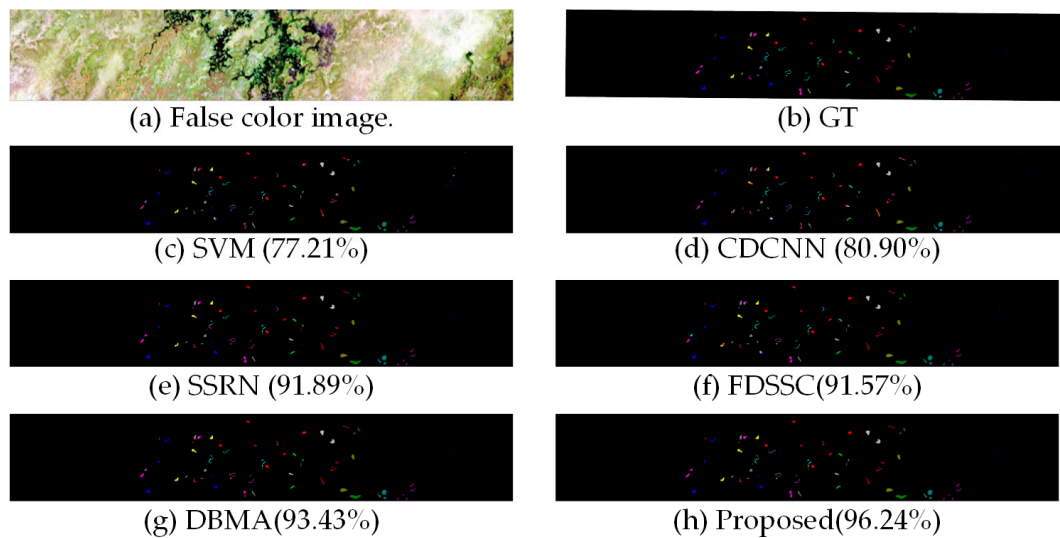 (a) False color image.
(b) GT
(c) SVM (77.21%)
(d) CDCNN (80.90%)
(e) SSRN (91.89%)
(f) FDSSC(91.57%)
(g) DBMA(93.43%)
(h) Proposed(96.24%)